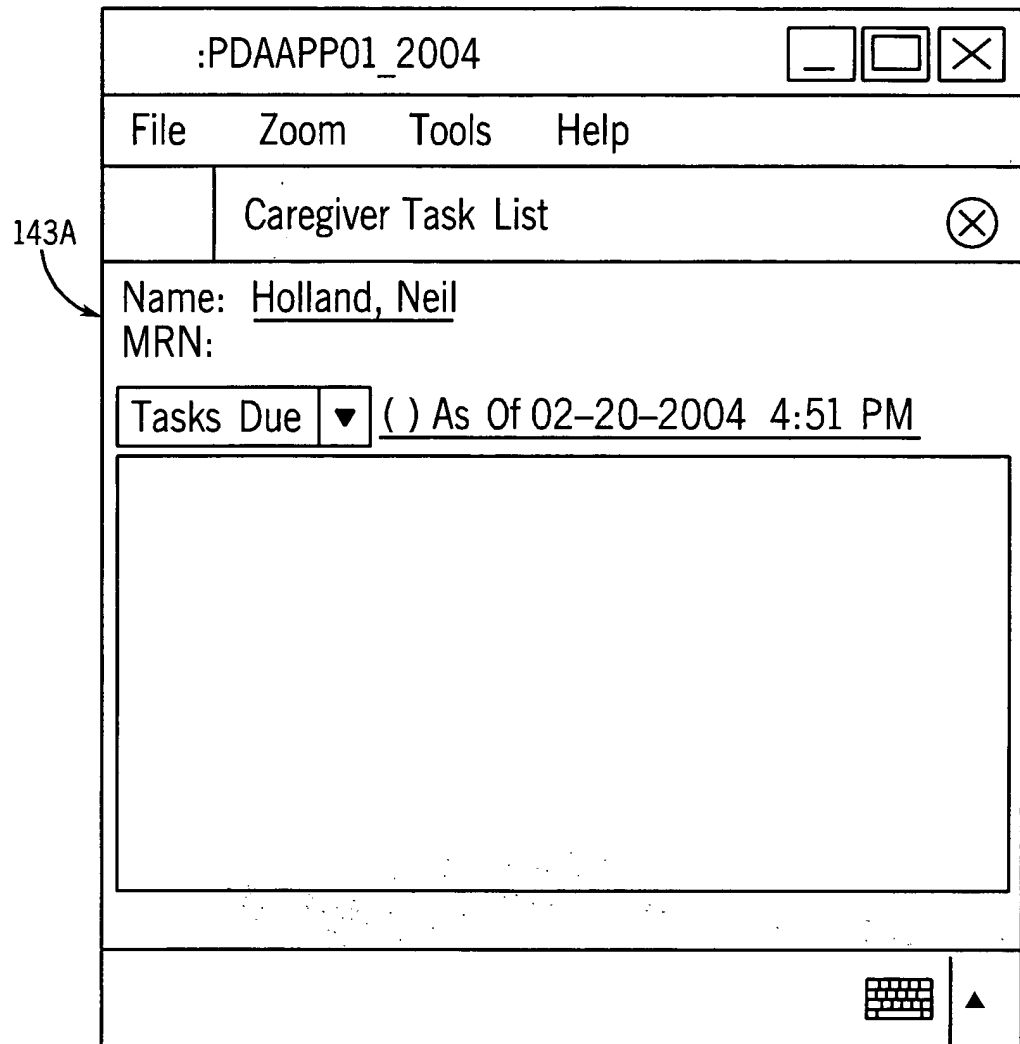 :PDAAPP01_2004
File Zoom Tools Help
Caregiver Task List
143A
Name: Holland, Neil
MRN:
Tasks Due ▼ ( ) As Of 02–20–2004 4:51 PM